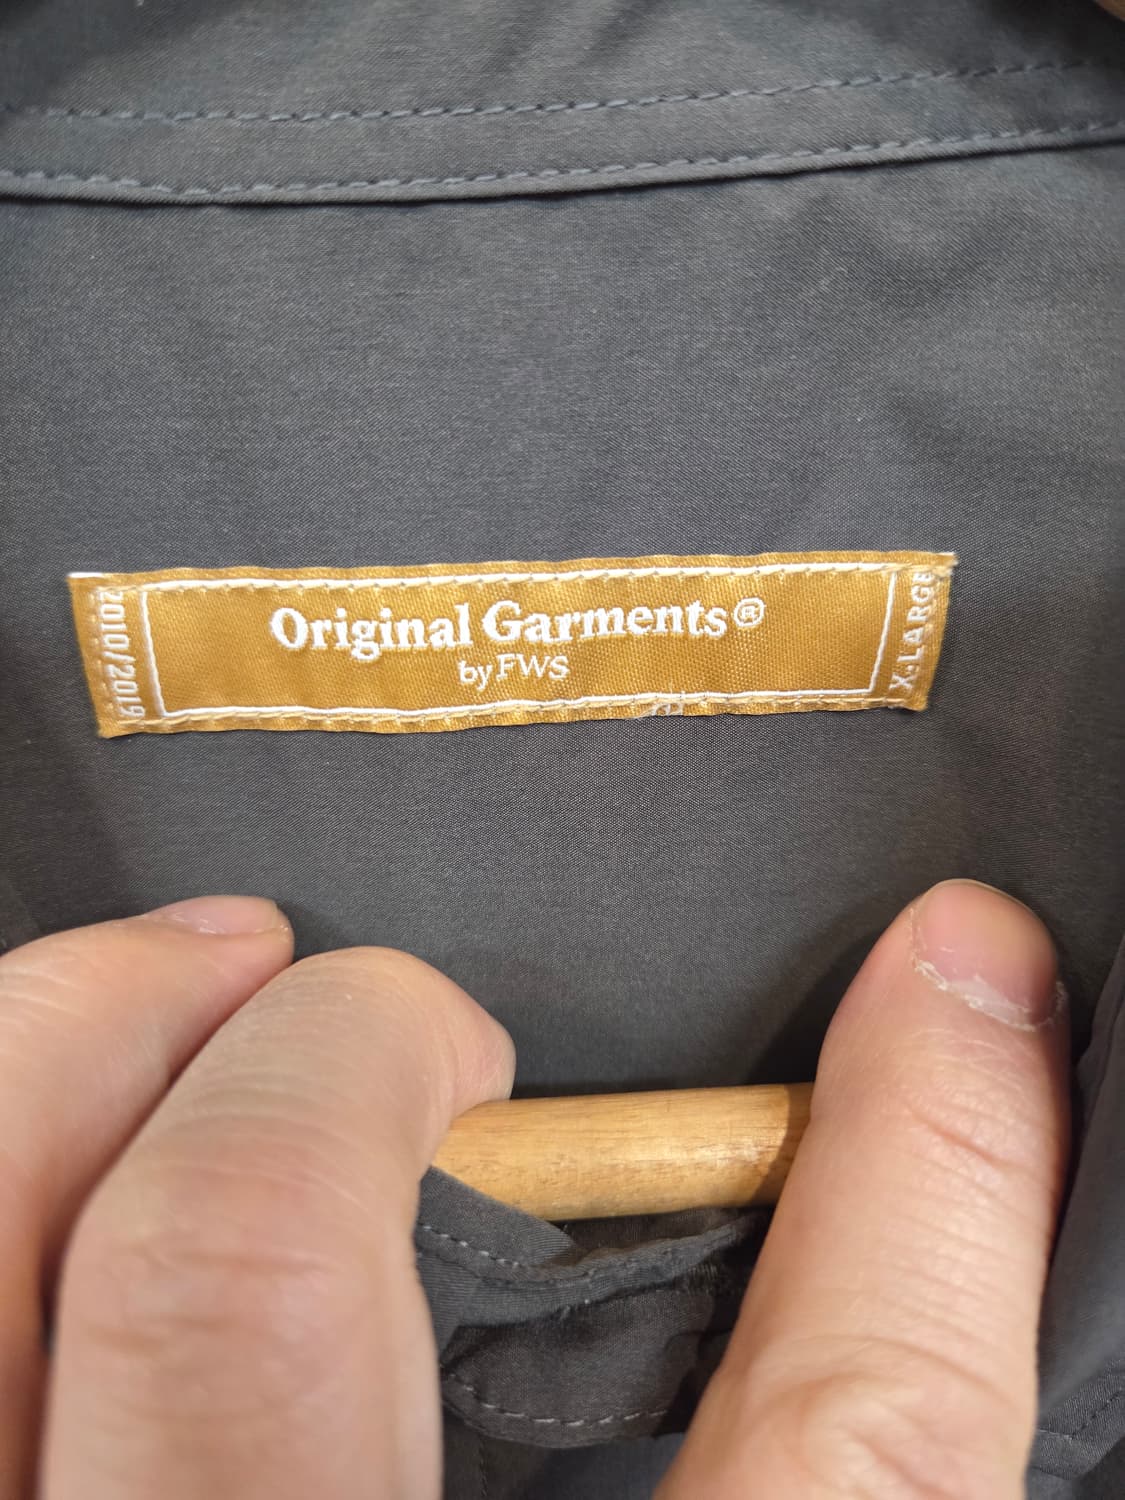 2010/2019
Original Garments®
by FWS
X-LARGE